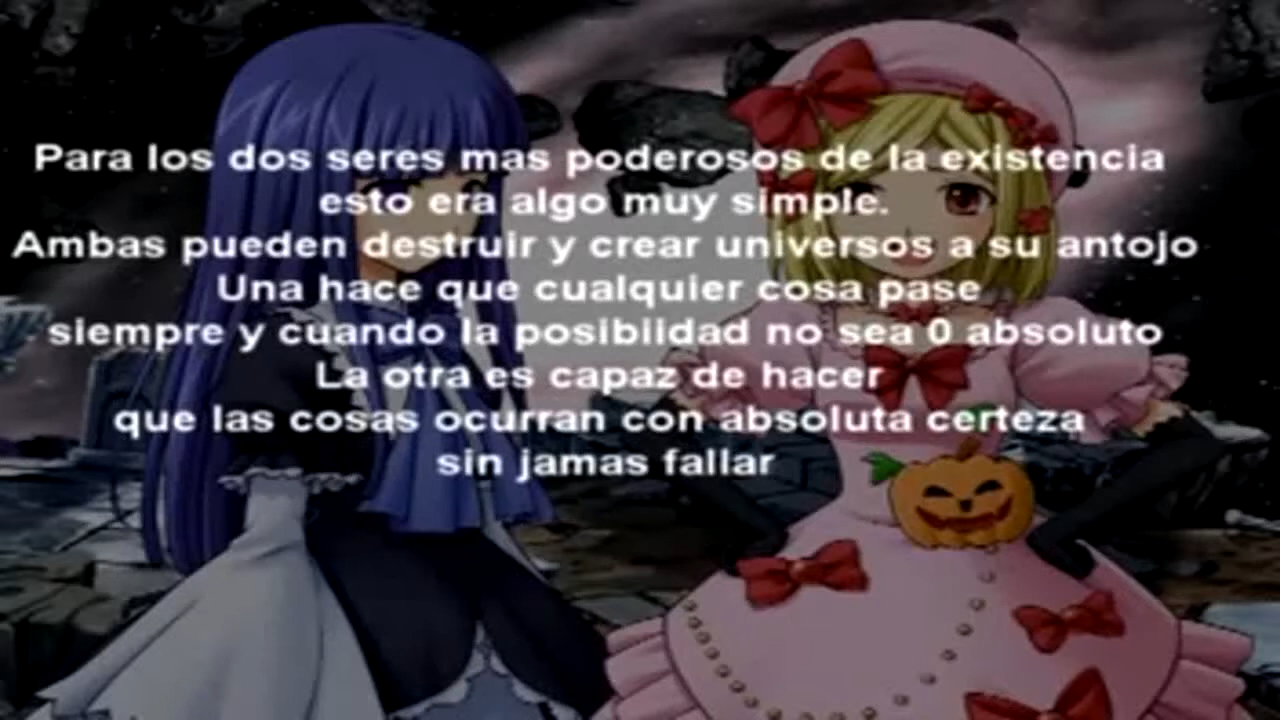 Para los dos seres mas poderosos de la existencia
esto era algo muy simple.
Ambas pueden destruir y crear universos a su antojo
Una hace que cualquier cosa pase
siempre y cuando la posibiidad no sea 0 absoluto
La otra es capaz de hacer
que las cosas ocurran con absoluta certeza
sin jamas fallar